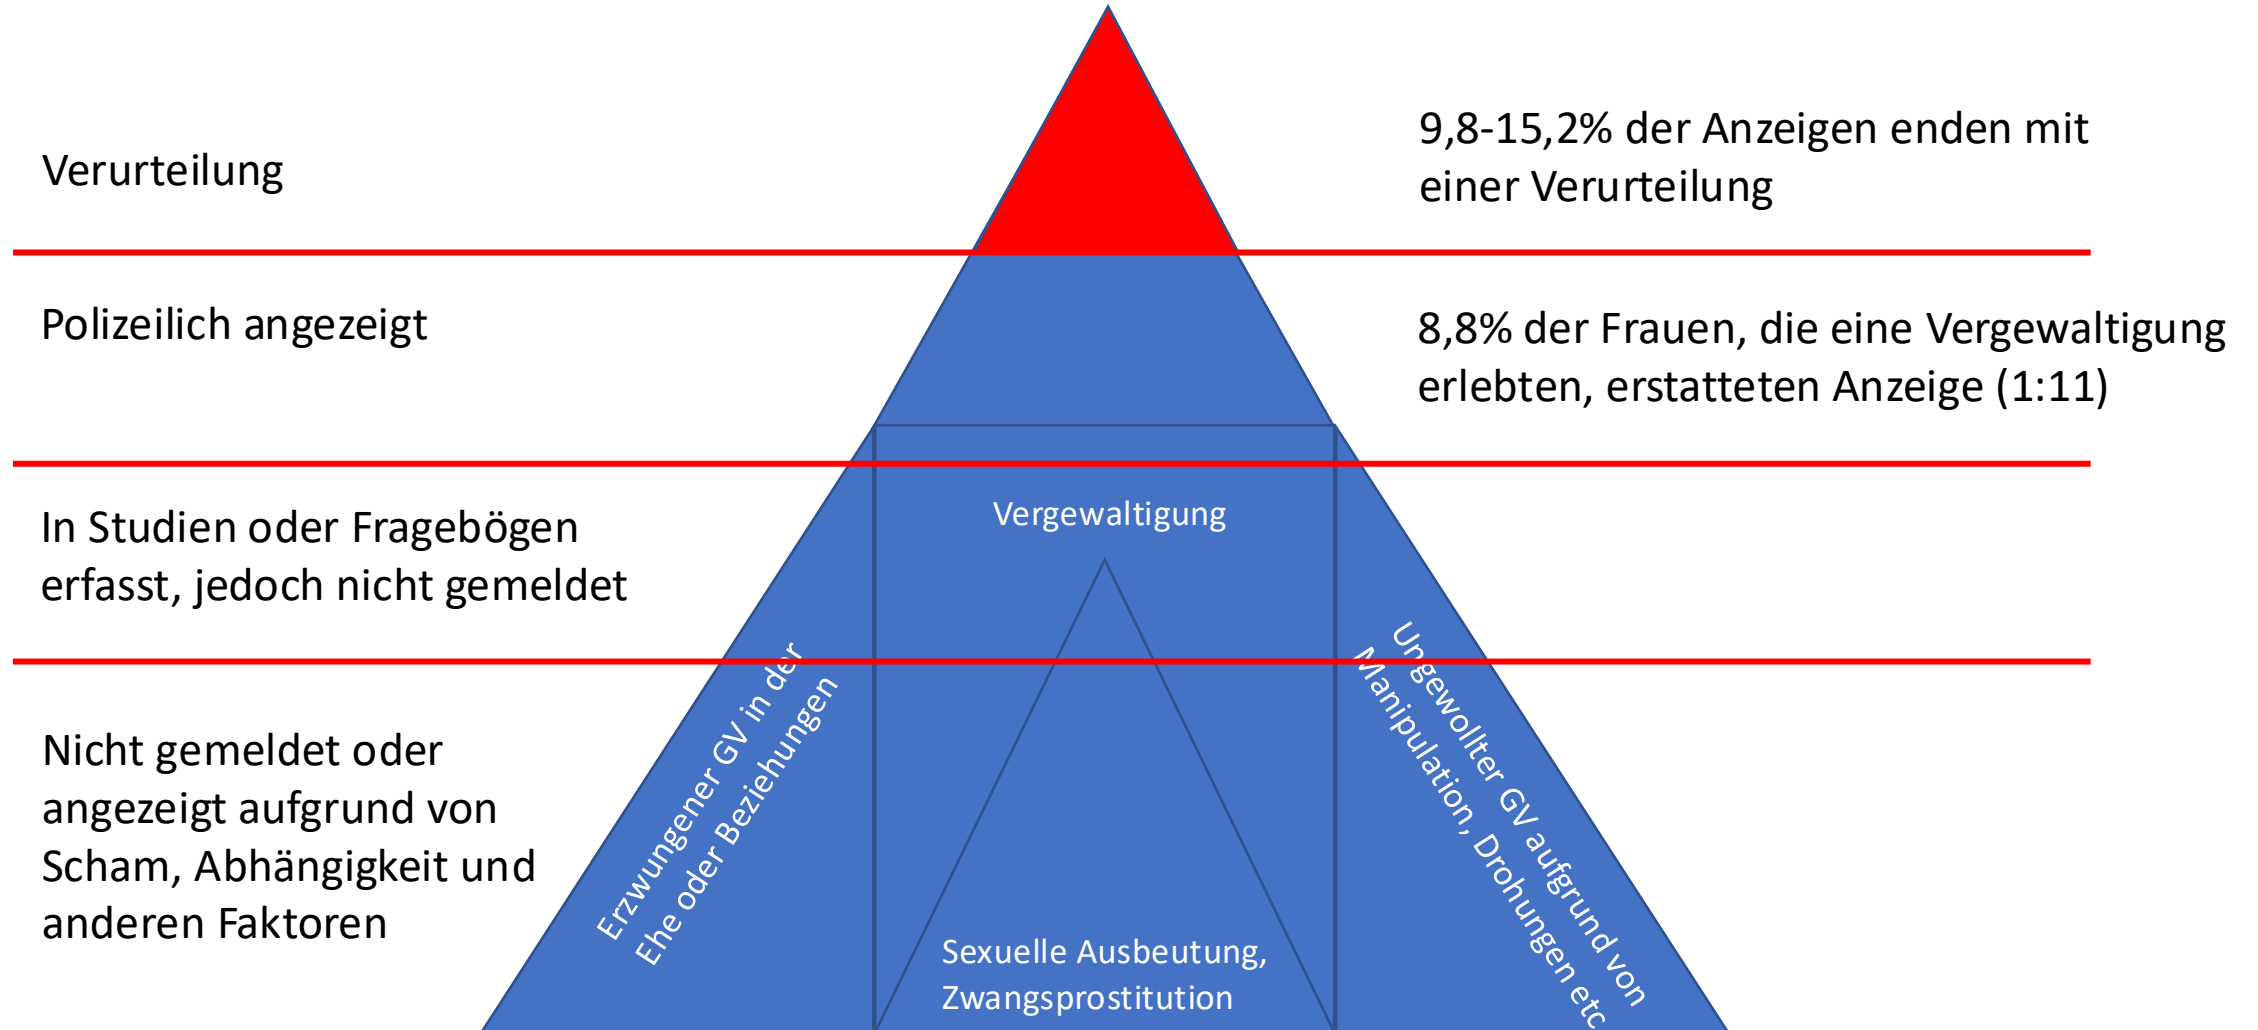 Verurteilung
9,8-15,2% der Anzeigen enden mit
einer Verurteilung
Polizeilich angezeigt
8,8% der Frauen, die eine Vergewaltigung
erlebten, erstatteten Anzeige (1:11)
In Studien oder Fragebögen
erfasst, jedoch nicht gemeldet
Vergewaltigung
Nicht gemeldet oder
angezeigt aufgrund von
Scham, Abhängigkeit und
anderen Faktoren
Erzwungener GV in der
Ehe oder Beziehungen
Sexuelle Ausbeutung,
Zwangsprostitution
Ungewollter GV aufgrund von
Manipulation, Drohungen etc